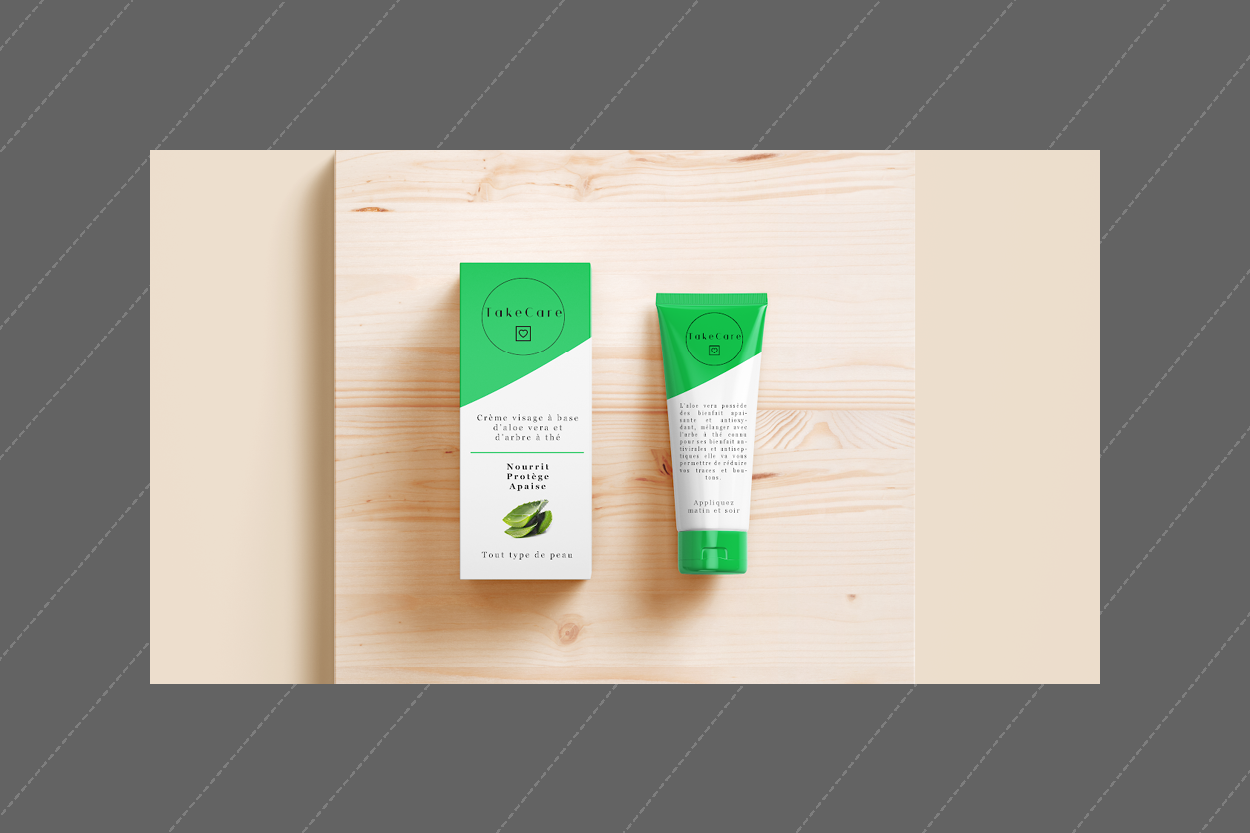 TakeCare
Crème visage à base
d'aloe vera et
d'arbre à thé
Nourrit
Protège
Apaise
Tout type de peau
TakeCare
L'aloe vera possède
des bienfait apai-
sante et antioxy-
dant, mélanger avec
l'arbe à thé connu
pour ses bienfait an-
tivirales et antisep-
tiques elle va vous
permettre de réduire
vos traces et bou-
tons.
Appliquez
matin et soir